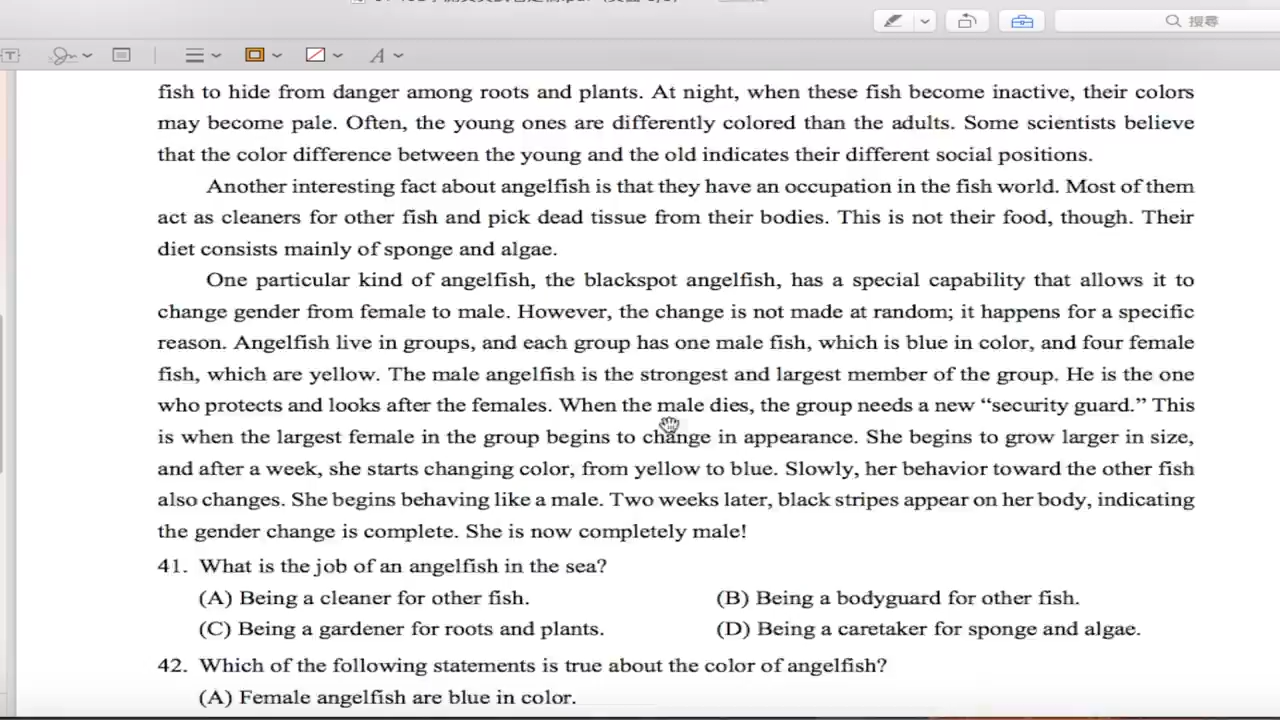 搜尋
fish to hide from danger among roots and plants. At night, when these fish become inactive, their colors
may become pale. Often, the young ones are differently colored than the adults. Some scientists believe
that the color difference between the young and the old indicates their different social positions.
Another interesting fact about angelfish is that they have an occupation in the fish world. Most of them
act as cleaners for other fish and pick dead tissue from their bodies. This is not their food, though. Their
diet consists mainly of sponge and algae.
One particular kind of angelfish, the blackspot angelfish, has a special capability that allows it to
change gender from female to male. However, the change is not made at random; it happens for a specific
reason. Angelfish live in groups, and each group has one male fish, which is blue in color, and four female
fish, which are yellow. The male angelfish is the strongest and largest member of the group. He is the one
who protects and looks after the females. When the male dies, the group needs a new “security guard.” This
is when the largest female in the group begins to change in appearance. She begins to grow larger in size,
and after a week, she starts changing color, from yellow to blue. Slowly, her behavior toward the other fish
also changes. She begins behaving like a male. Two weeks later, black stripes appear on her body, indicating
the gender change is complete. She is now completely male!
41. What is the job of an angelfish in the sea?
(A) Being a cleaner for other fish. (B) Being a bodyguard for other fish.
(C) Being a gardener for roots and plants. (D) Being a caretaker for sponge and algae.
42. Which of the following statements is true about the color of angelfish?
(A) Female angelfish are blue in color.